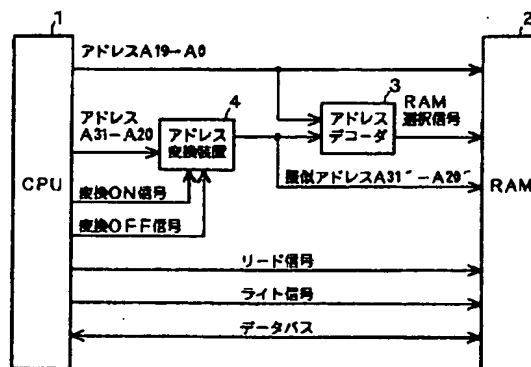 1
2
アドレスA19-A0
3
RAM
選択信号
アドレス
A31-A20
4
アドレス
変換装置
アドレス
デコーダ
擬似アドレスA31''-A20''
CPU
RAM
変換ON信号
変換OFF信号
リード信号
ライト信号
データバス